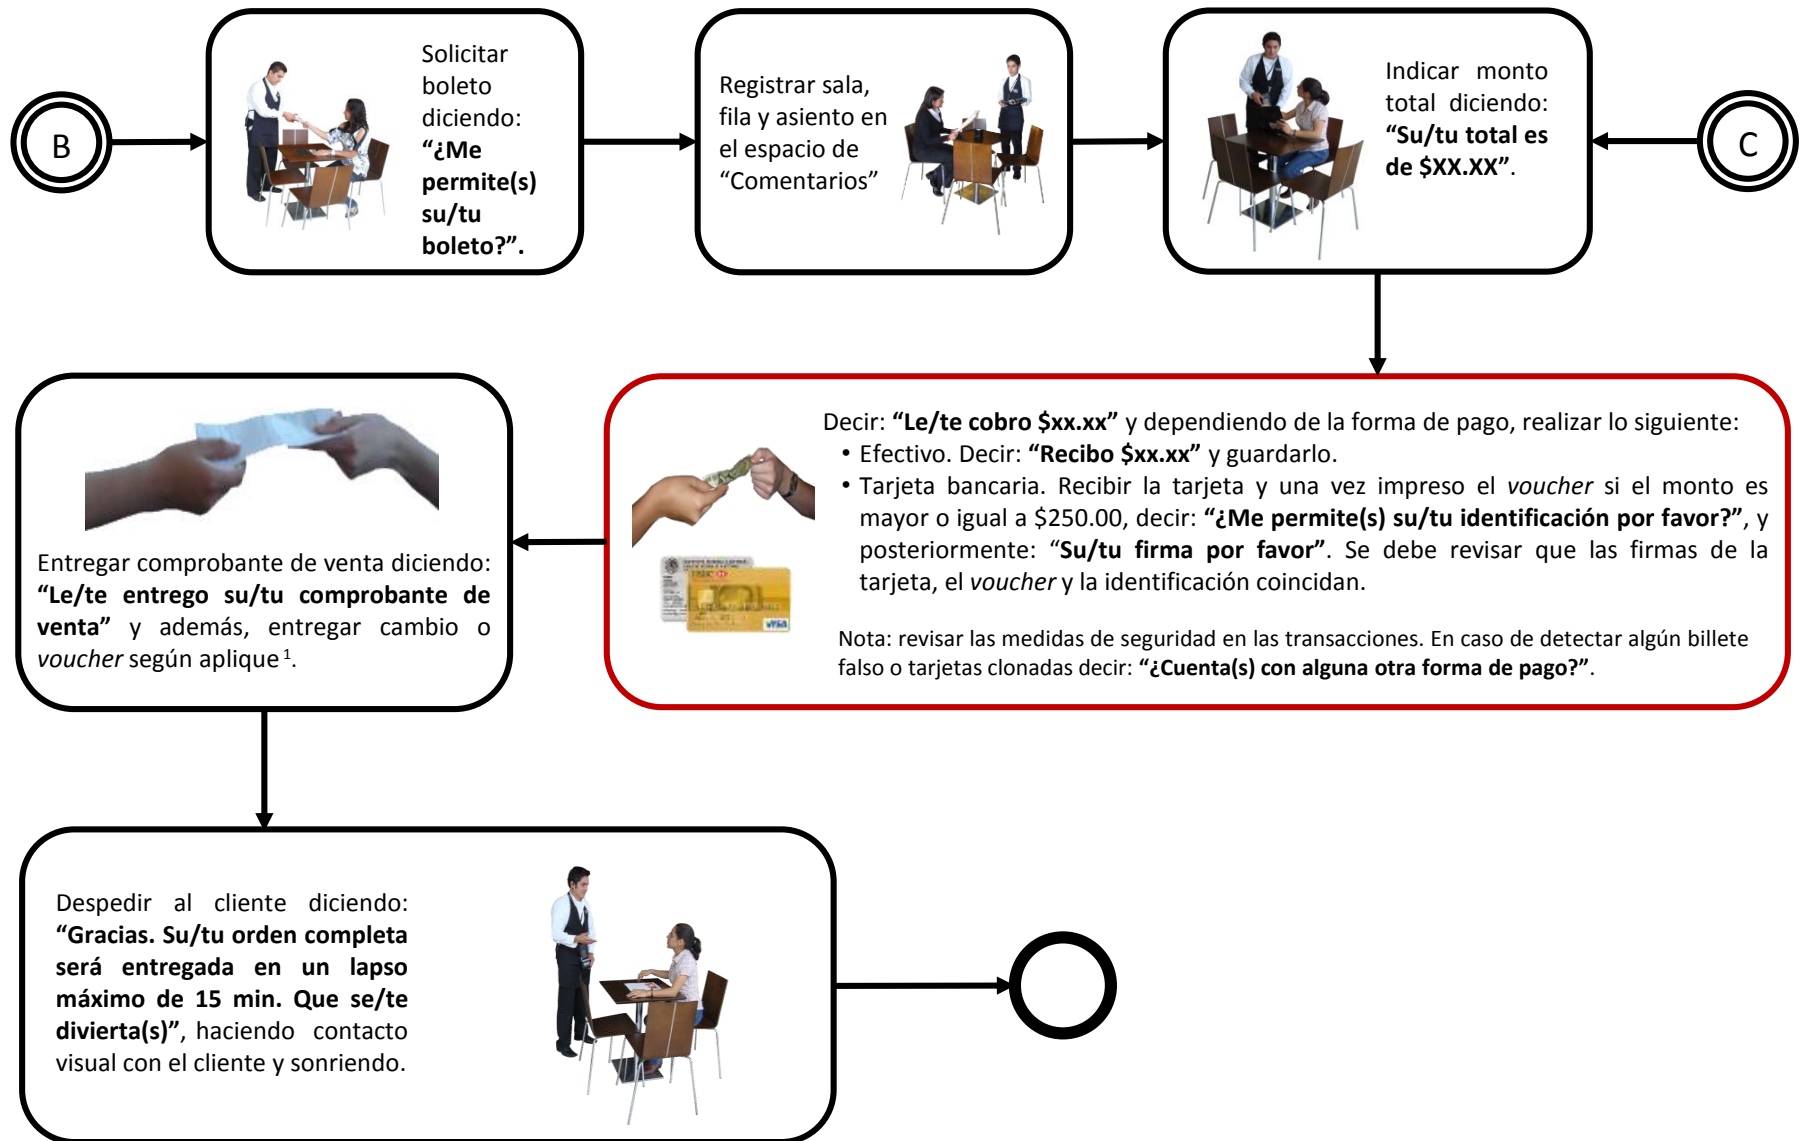 B
Solicitar
boleto
diciendo:
“¿Me
permite(s)
su/tu
boleto?”.
Registrar sala,
fila y asiento en
el espacio de
“Comentarios”
Indicar monto
total diciendo:
“Su/tu total es
de $XX.XX”.
C
Decir: “Le/te cobro $xx.xx” y dependiendo de la forma de pago, realizar lo siguiente:
• Efectivo. Decir: “Recibo $xx.xx” y guardarlo.
• Tarjeta bancaria. Recibir la tarjeta y una vez impreso el voucher si el monto es
mayor o igual a $250.00, decir: “¿Me permite(s) su/tu identificación por favor?”, y
posteriormente: “Su/tu firma por favor”. Se debe revisar que las firmas de la
tarjeta, el voucher y la identificación coincidan.
Nota: revisar las medidas de seguridad en las transacciones. En caso de detectar algún billete
falso o tarjetas clonadas decir: “¿Cuenta(s) con alguna otra forma de pago?”.
VISA
Entregar comprobante de venta diciendo:
“Le/te entrego su/tu comprobante de
venta” y además, entregar cambio o
voucher según aplique 1.
Despedir al cliente diciendo:
“Gracias. Su/tu orden completa
será entregada en un lapso
máximo de 15 min. Que se/te
divierta(s)”, haciendo contacto
visual con el cliente y sonriendo.